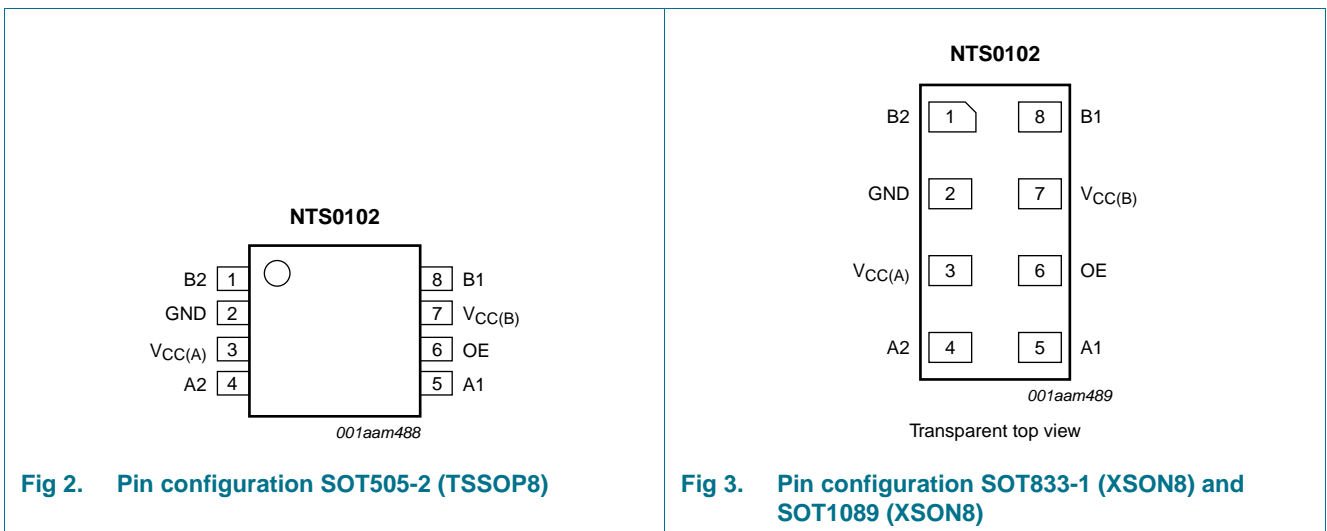 NTS0102
B2 1 8 B1
GND 2 7 VCC(B)
VCC(A) 3 6 OE
A2 4 5 A1
001aam488
Fig 2. Pin configuration SOT505-2 (TSSOP8)
NTS0102
B2 1 8 B1
GND 2 7 VCC(B)
VCC(A) 3 6 OE
A2 4 5 A1
001aam489
Transparent top view
Fig 3. Pin configuration SOT833-1 (XSON8) and
SOT1089 (XSON8)